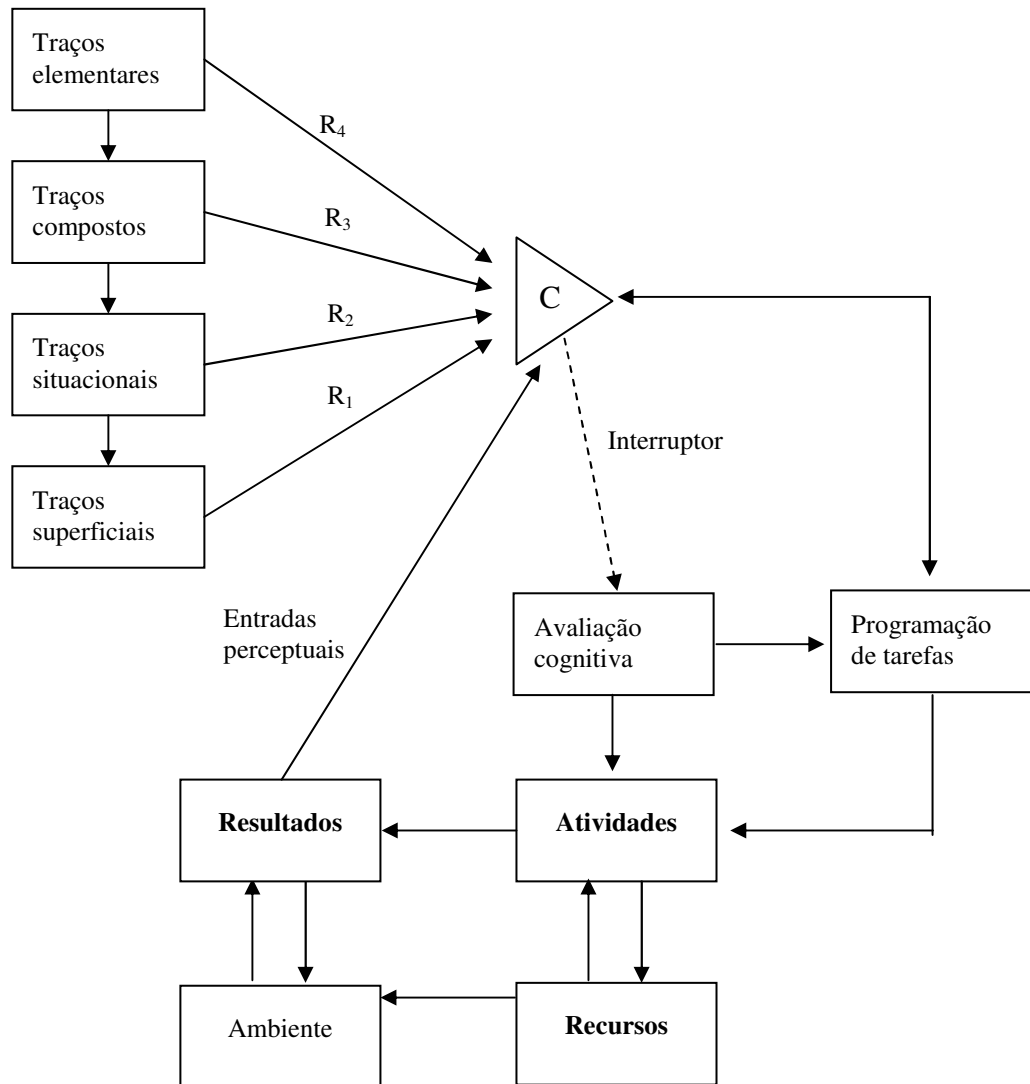 Traços
elementares
R₄
Traços
compostos
R₃
C
Traços
situacionais
R₂
R₁
Interruptor
Traços
superficiais
Entradas
perceptuais
Avaliação
cognitiva
Programação
de tarefas
Resultados
Atividades
Ambiente
Recursos